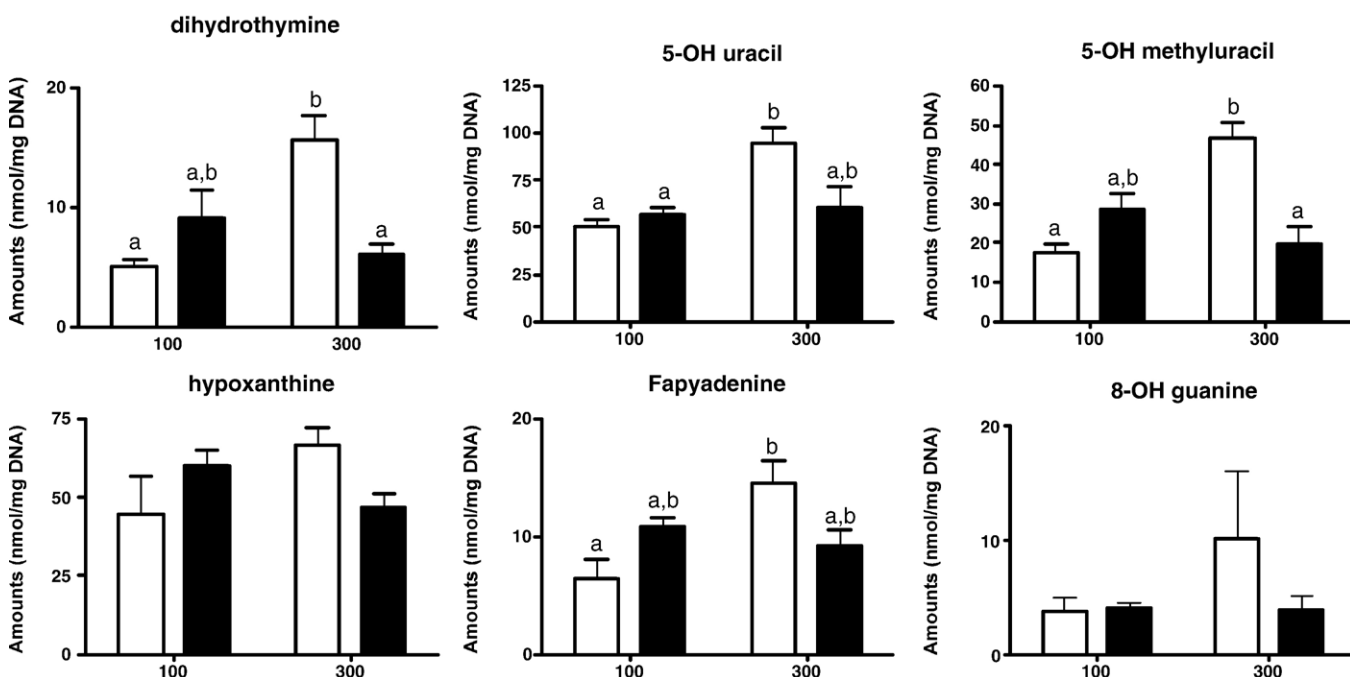 dihydrothymine
Amounts (nmol/mg DNA)
20
10
0
a
a,b
b
a
100
300
5-OH uracil
Amounts (nmol/mg DNA)
125
100
75
50
25
0
a
a
b
a,b
100
300
5-OH methyluracil
Amounts (nmol/mg DNA)
60
50
40
30
20
10
0
a
a,b
b
a
100
300
hypoxanthine
Amounts (nmol/mg DNA)
75
50
25
0
100
300
Fapyadenine
Amounts (nmol/mg DNA)
20
10
0
a
a,b
b
a,b
100
300
8-OH guanine
Amounts (nmol/mg DNA)
20
10
0
100
300